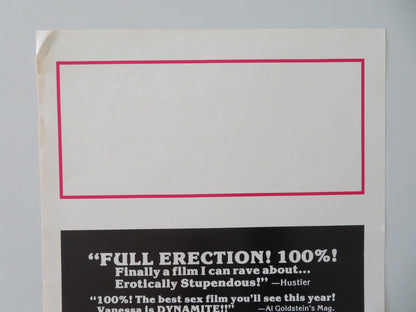 “FULL ERECTION! 100%!
Finally a film I can rave about...
Erotically Stupendous!” —Hustler
“100%! The best sex film you'll see this year!
Vanessa is DYNAMITE!!” —Al Goldstein's Mag.